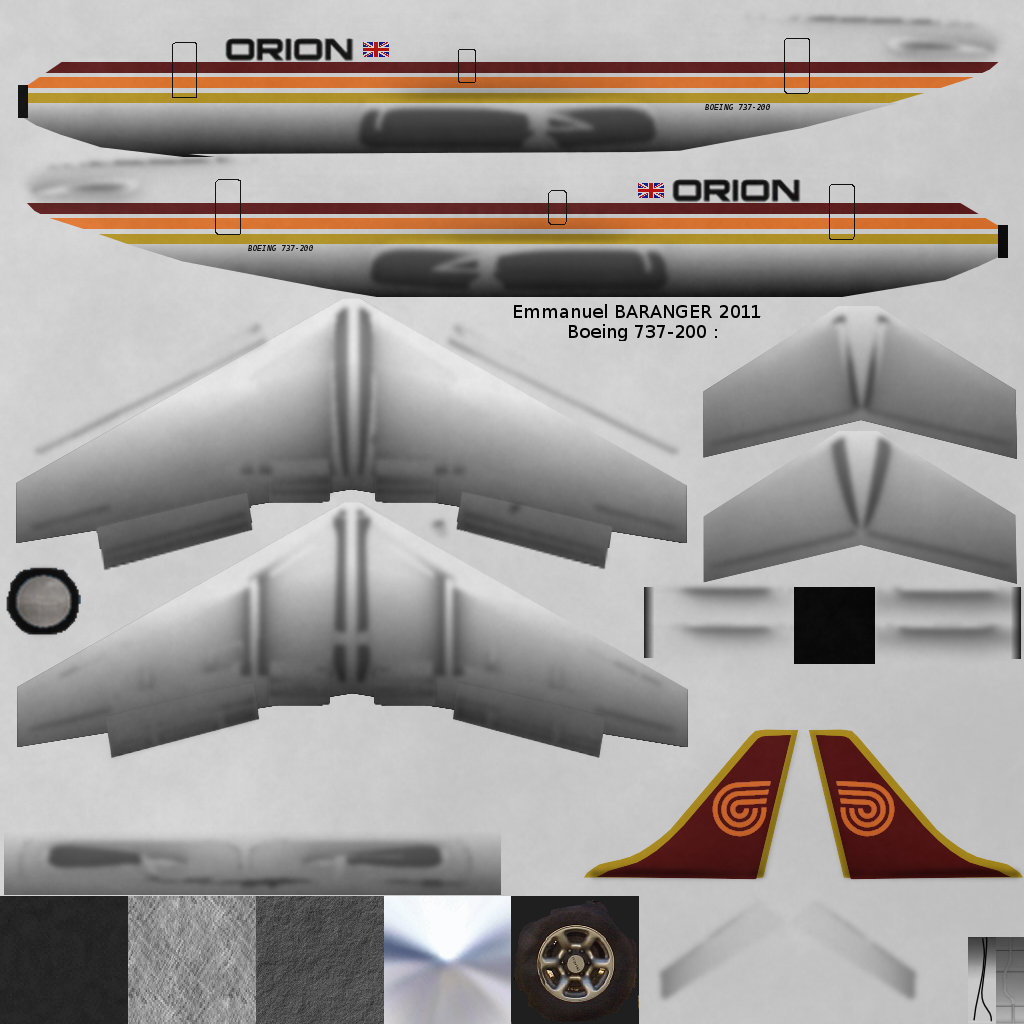 ORION
BOEING 737-200
ORION
BOEING 737-200
Emmanuel BARANGER 2011
Boeing 737-200 :